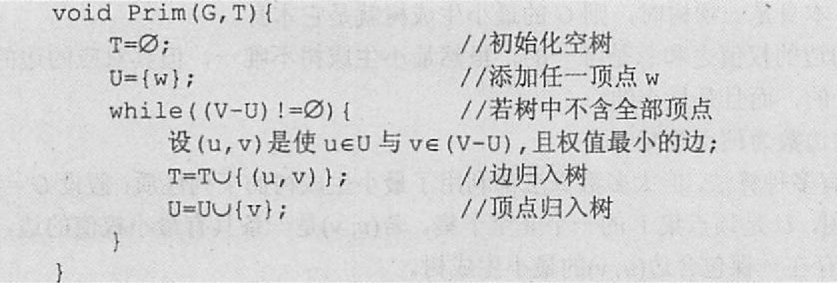 void Prim(G,T){
T=∅; //初始化空树
U={w}; //添加任一顶点 w
while((V-U)!=∅){ //若树中不含全部顶点
设(u,v)是使 u∈U 与 v∈(V-U),且权值最小的边;
T=T∪{(u,v)}; //边归入树
U=U∪{v}; //顶点归入树
}
}